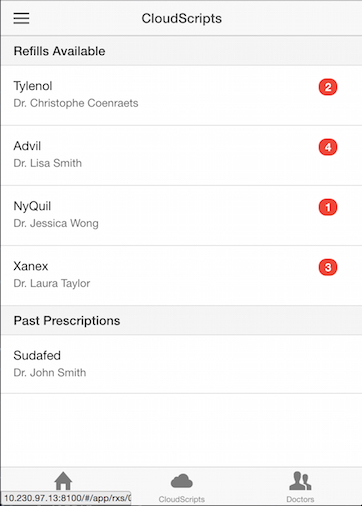 CloudScripts
Refills Available
Tylenol
2
Dr. Christophe Coenraets
Advil
4
Dr. Lisa Smith
NyQuil
1
Dr. Jessica Wong
Xanex
3
Dr. Laura Taylor
Past Prescriptions
Sudafed
Dr. John Smith
10.230.97.13:8100/#/app/rxs/
CloudScripts
Doctors